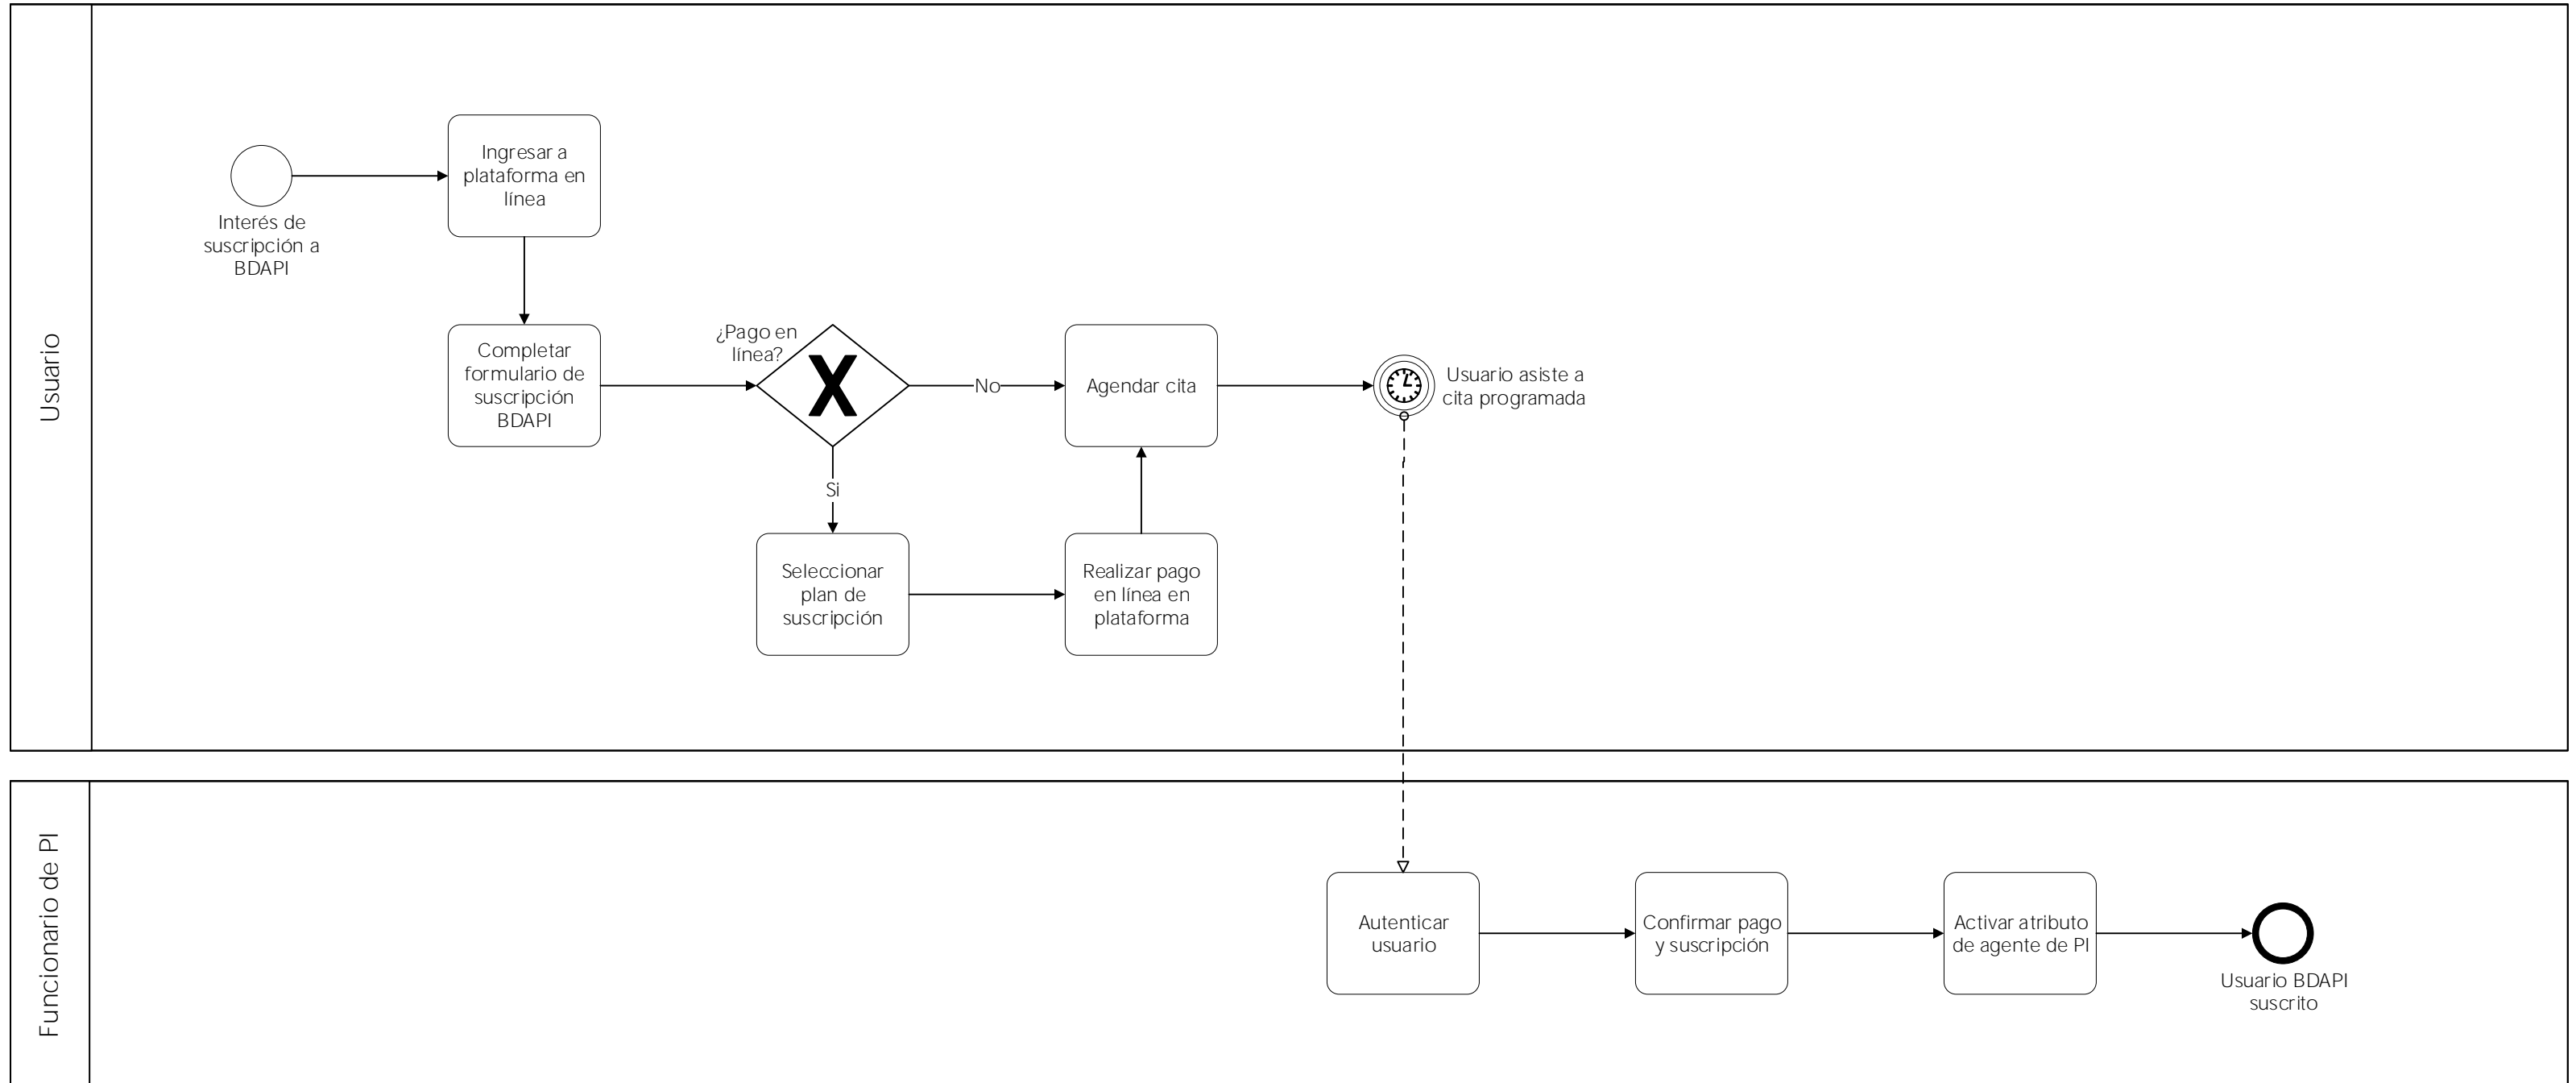 Usuario
Interés de
suscripción a
BDAPI
Ingresar a
plataforma en
línea
Completar
formulario de
suscripción
BDAPI
¿Pago en
línea?
No
Si
Agendar cita
Usuario asiste a
cita programada
Seleccionar
plan de
suscripción
Realizar pago
en línea en
plataforma
Funcionario de PI
Autenticar
usuario
Confirmar pago
y suscripción
Activar atributo
de agente de PI
Usuario BDAPI
suscrito